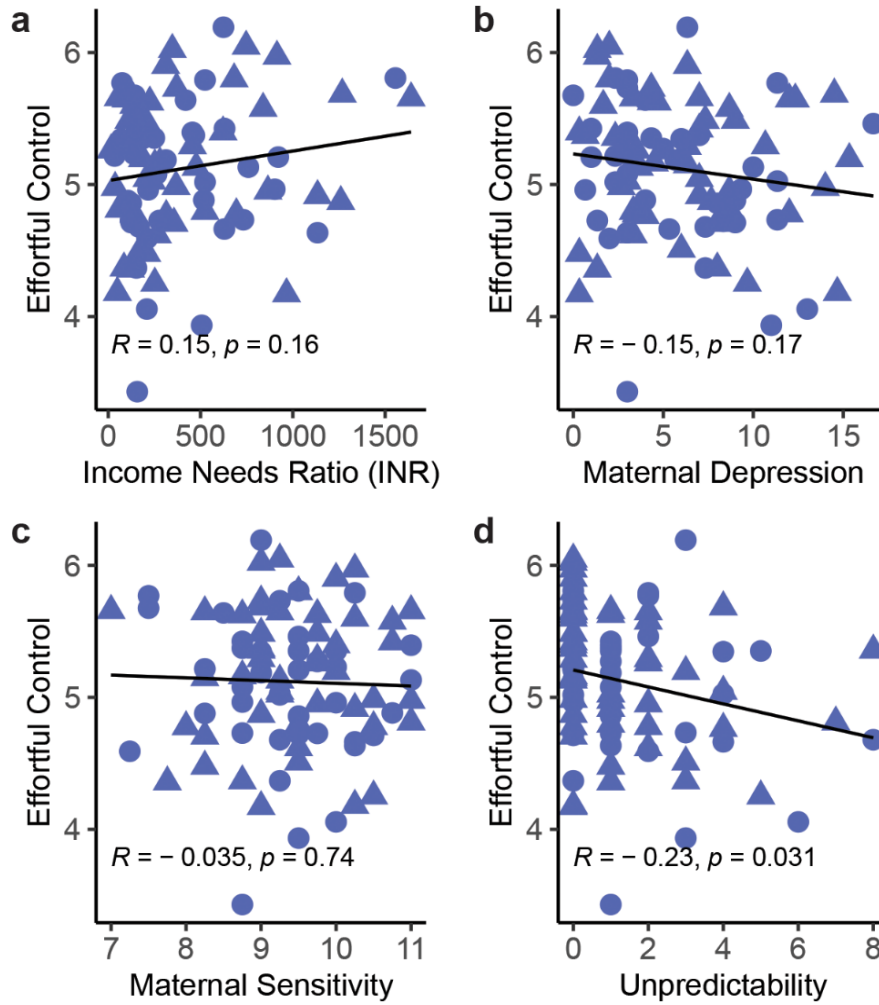 a
Effortful Control
6
5
4
R = 0.15, p = 0.16
0 500 1000 1500
Income Needs Ratio (INR)
b
Effortful Control
6
5
4
R = − 0.15, p = 0.17
0 5 10 15
Maternal Depression
c
Effortful Control
6
5
4
R = − 0.035, p = 0.74
7 8 9 10 11
Maternal Sensitivity
d
Effortful Control
6
5
4
R = − 0.23, p = 0.031
0 2 4 6 8
Unpredictability